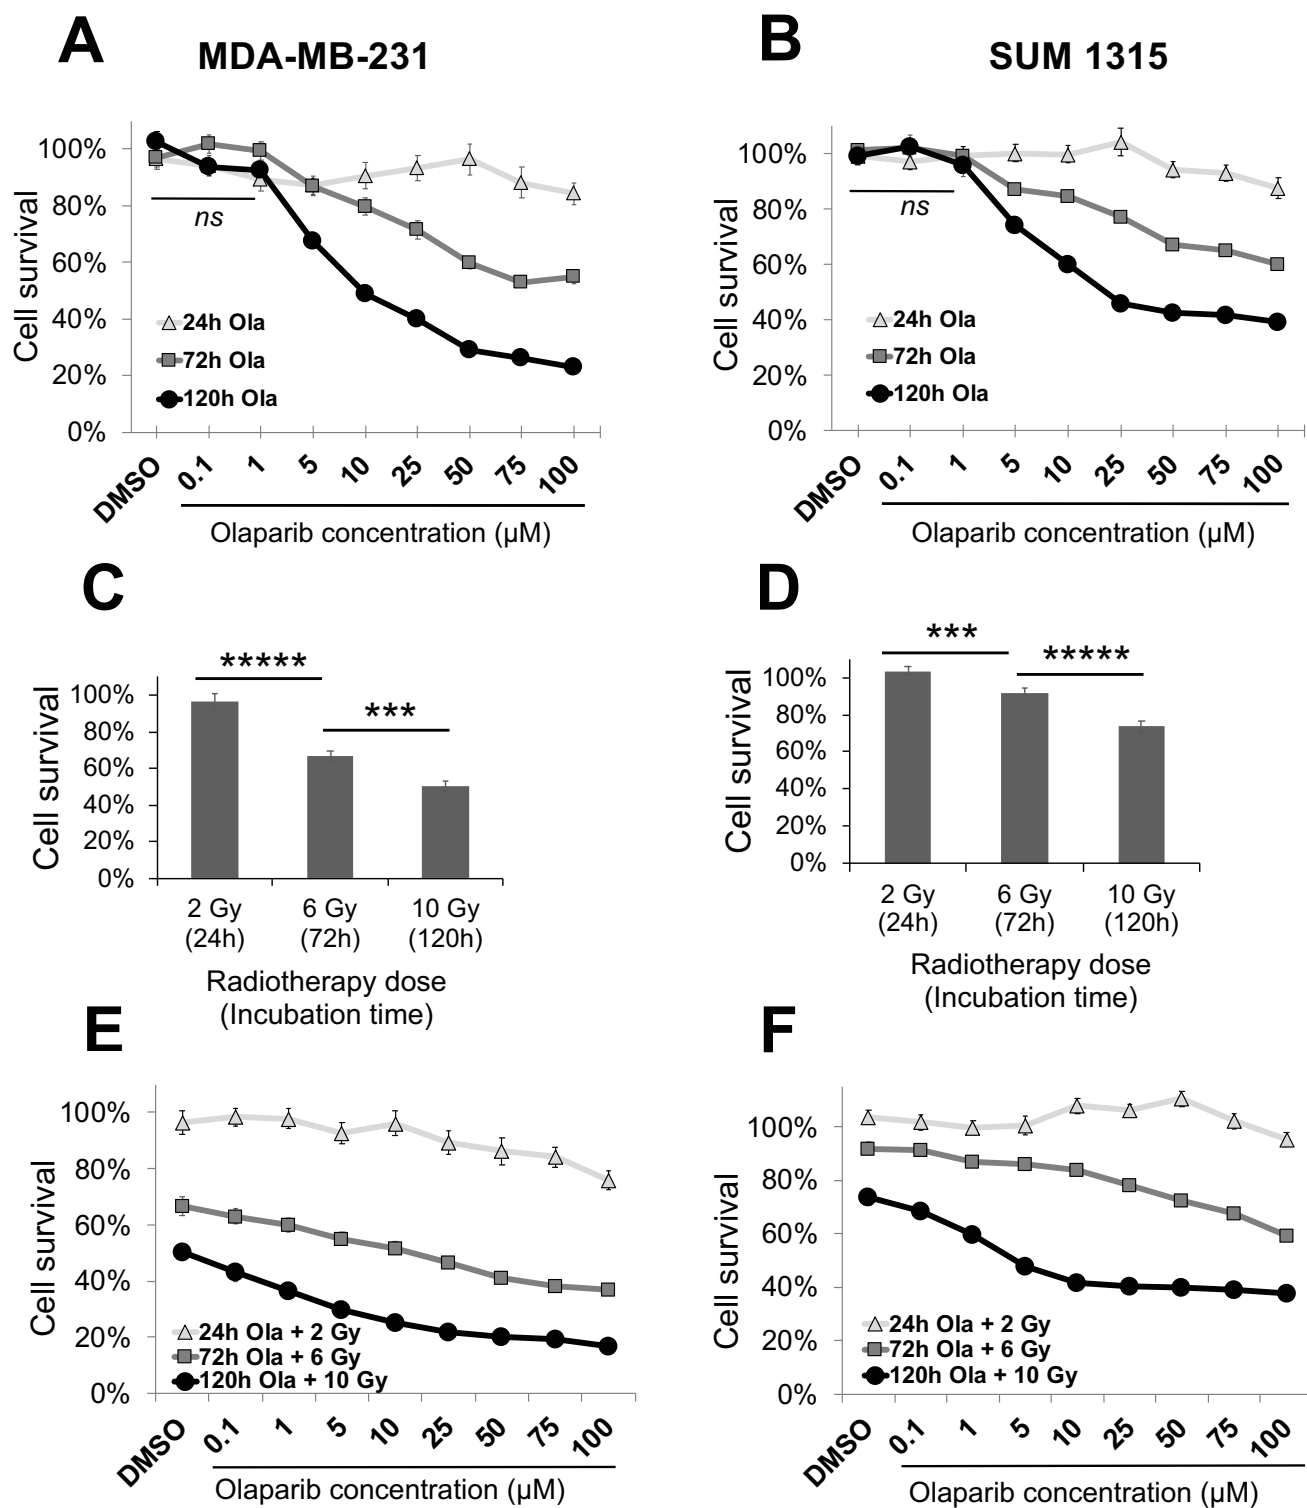 A
MDA-MB-231
Cell survival
100%
80%
60%
40%
20%
0%
ns
24h Ola
72h Ola
120h Ola
DMSO 0.1 1 5 10 25 50 75 100
Olaparib concentration (µM)
B
SUM 1315
Cell survival
100%
80%
60%
40%
20%
0%
ns
24h Ola
72h Ola
120h Ola
DMSO 0.1 1 5 10 25 50 75 100
Olaparib concentration (µM)
C
Cell survival
100%
80%
60%
40%
20%
0%
*****
***
2 Gy 6 Gy 10 Gy
(24h) (72h) (120h)
Radiotherapy dose
(Incubation time)
D
Cell survival
100%
80%
60%
40%
20%
0%
***
*****
2 Gy 6 Gy 10 Gy
(24h) (72h) (120h)
Radiotherapy dose
(Incubation time)
E
Cell survival
100%
80%
60%
40%
20%
0%
24h Ola + 2 Gy
72h Ola + 6 Gy
120h Ola + 10 Gy
DMSO 0.1 1 5 10 25 50 75 100
Olaparib concentration (µM)
F
Cell survival
100%
80%
60%
40%
20%
0%
24h Ola + 2 Gy
72h Ola + 6 Gy
120h Ola + 10 Gy
DMSO 0.1 1 5 10 25 50 75 100
Olaparib concentration (µM)